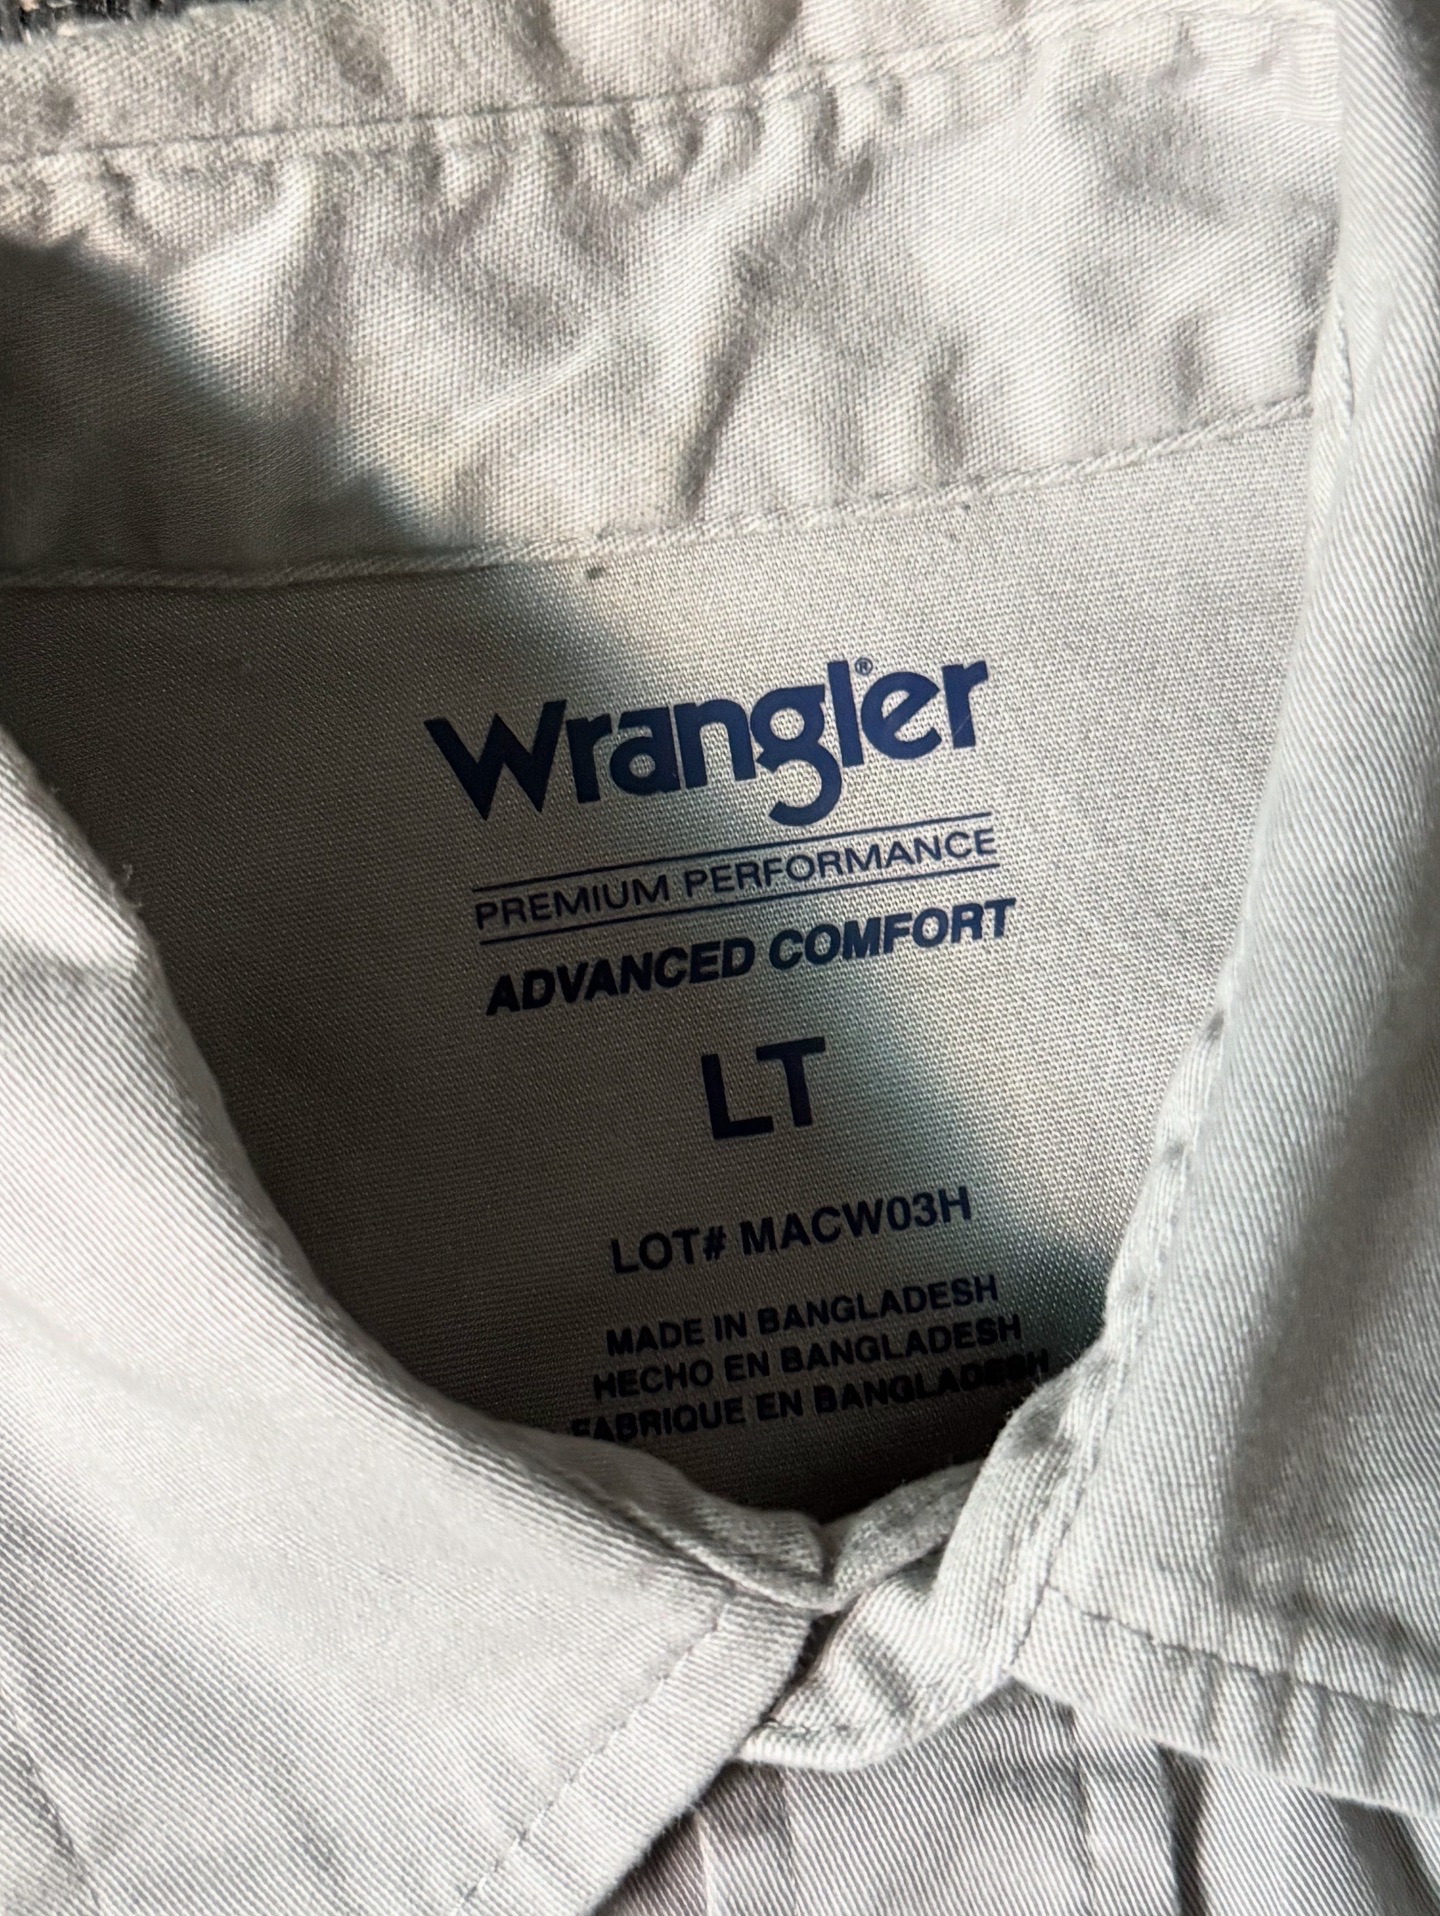 Wrangler®
PREMIUM PERFORMANCE
ADVANCED COMFORT
LT
LOT# MACW03H
MADE IN BANGLADESH
HECHO EN BANGLADESH
FABRIQUE EN BANGLADESH